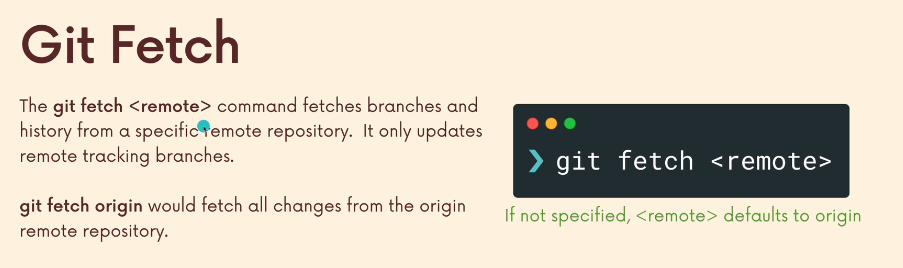 Git Fetch
The git fetch <remote> command fetches branches and
history from a specific remote repository. It only updates
remote tracking branches.
git fetch origin would fetch all changes from the origin
remote repository.
❯ git fetch <remote>
If not specified, <remote> defaults to origin